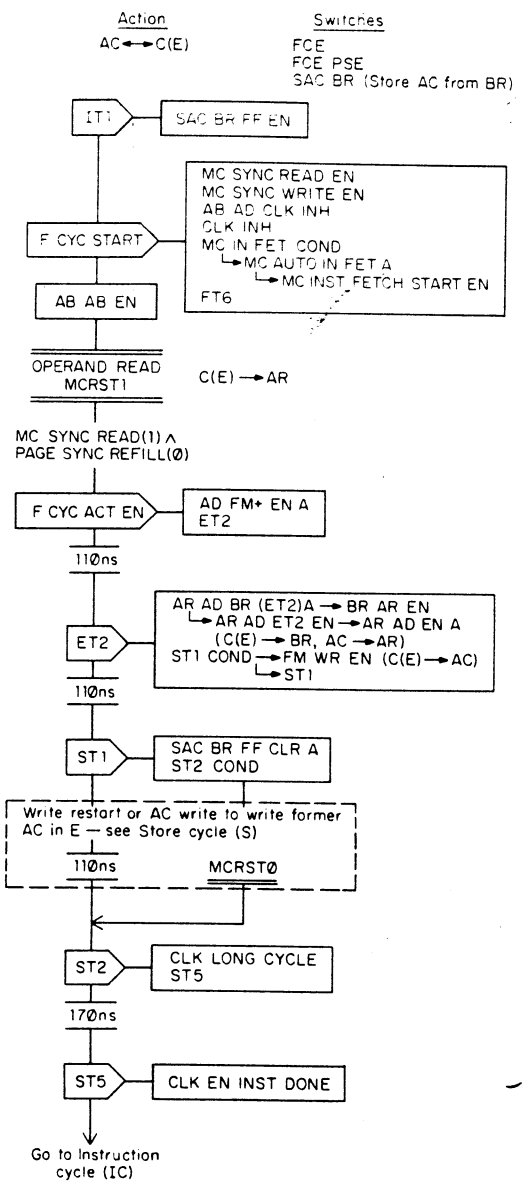 Action
AC↔C(E)
Switches
FCE
FCE PSE
SAC BR (Store AC from BR)
IT1
SAC BR FF EN
F CYC START
MC SYNC READ EN
MC SYNC WRITE EN
AB AD CLK INH
CLK INH
MC IN FET COND
↳MC AUTO IN FET A
↳MC INST FETCH START EN
FT6
AB AB EN
OPERAND READ
MCRST1
C(E)→AR
MC SYNC READ(1)∧
PAGE SYNC REFILL(0)
F CYC ACT EN
AD FM+ EN A
ET2
110ns
ET2
AR AD BR (ET2)A→BR AR EN
↳AR AD ET2 EN→AR AD EN A
(C(E)→BR, AC→AR)
ST1 COND→FM WR EN (C(E)→AC)
↳ST1
110ns
ST1
SAC BR FF CLR A
ST2 COND
Write restart or AC write to write former
AC in E — see Store cycle (S)
110ns
MCRST0
ST2
CLK LONG CYCLE
ST5
170ns
ST5
CLK EN INST DONE
Go to Instruction
cycle (IC)